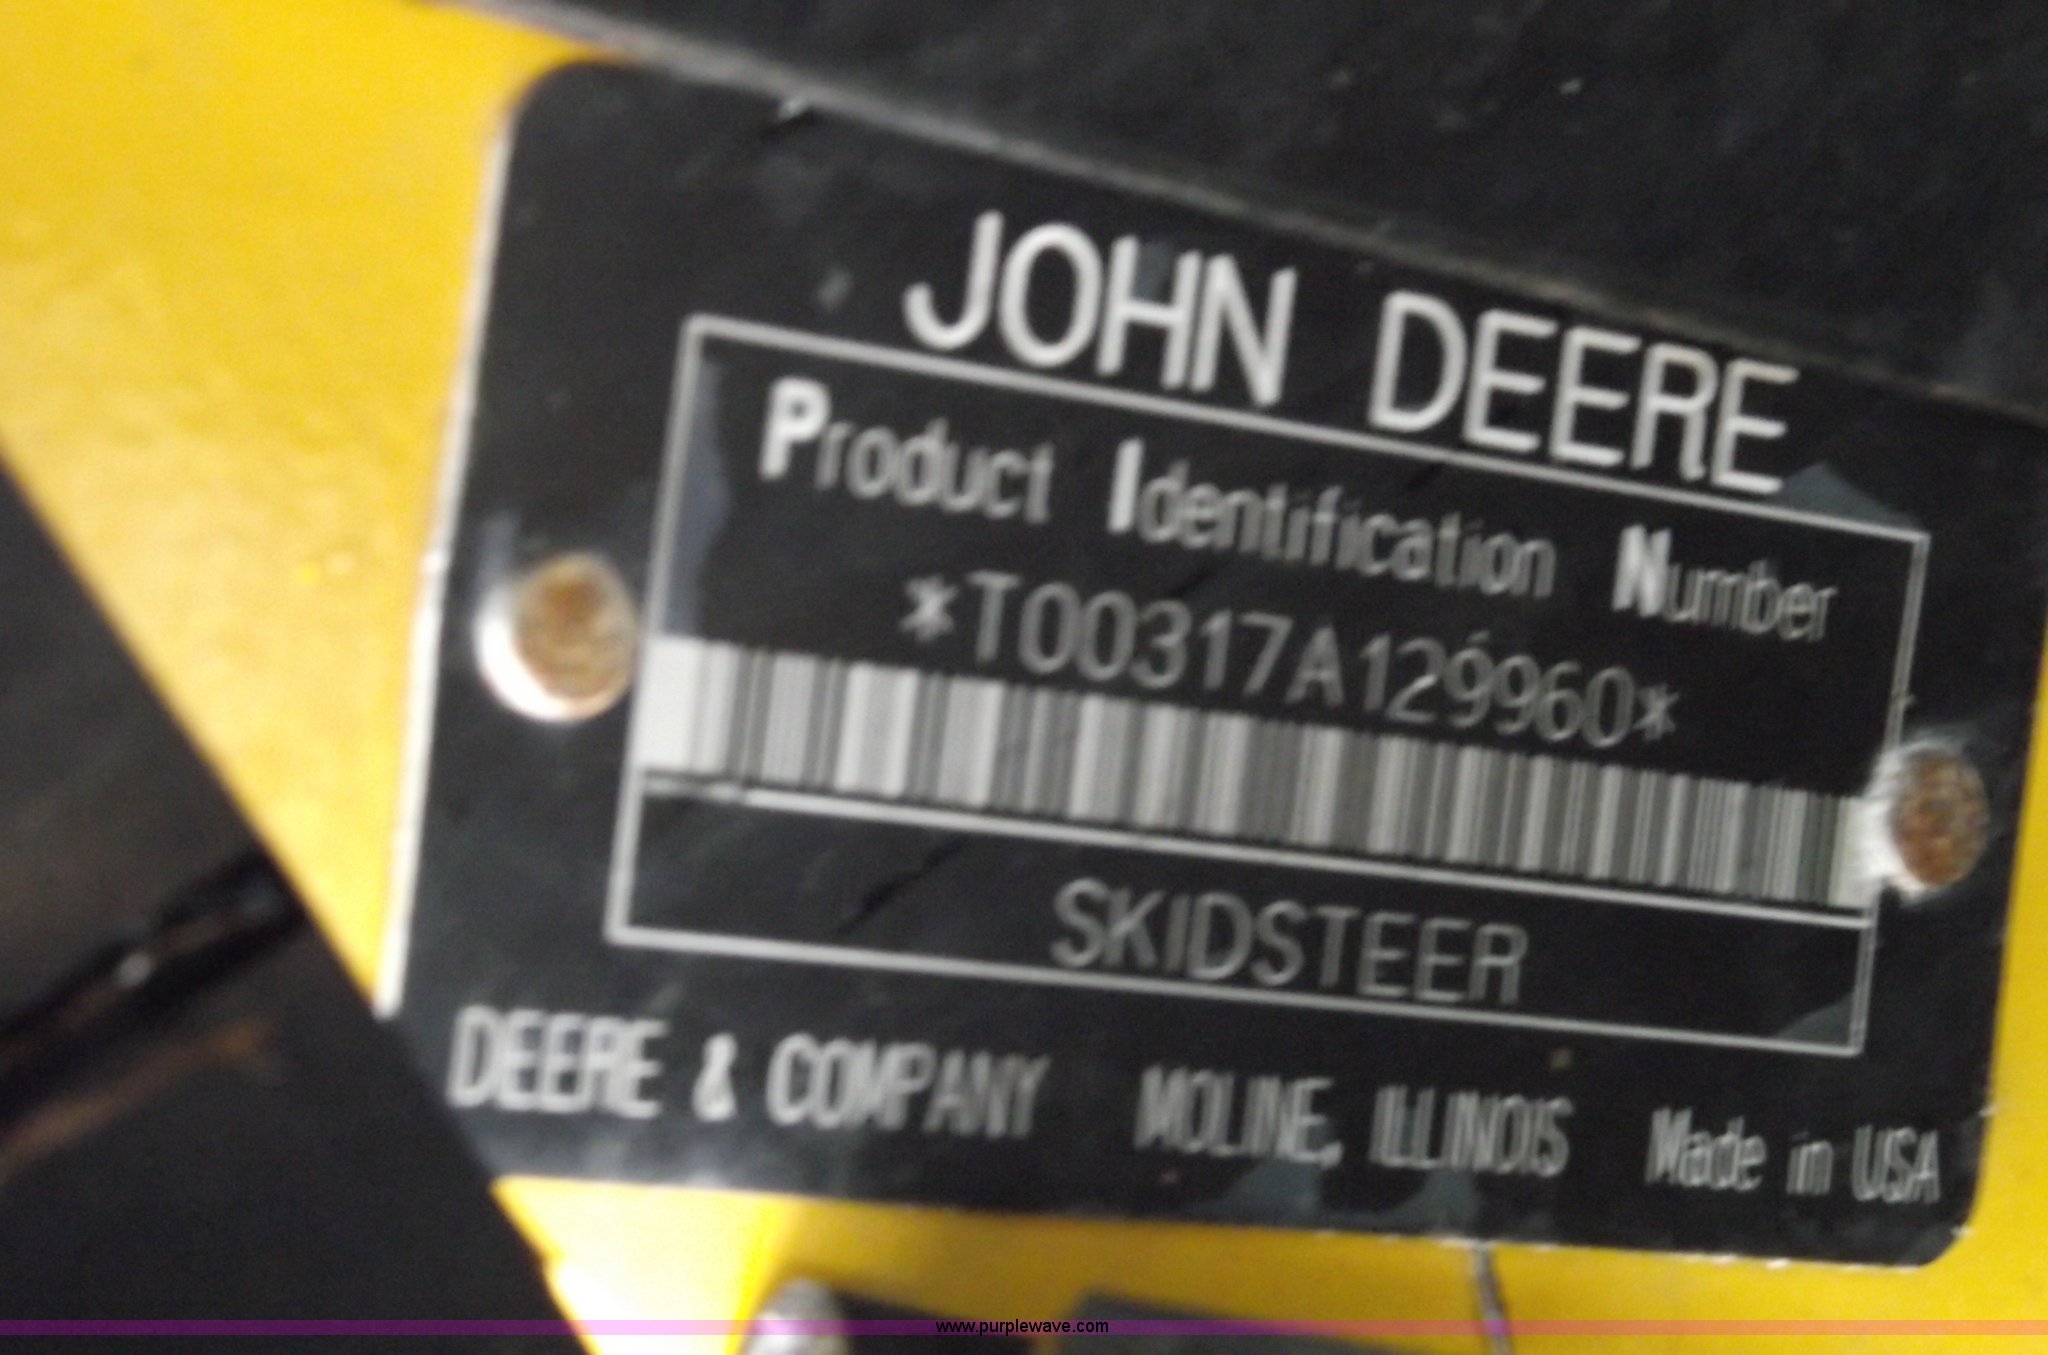 JOHN DEERE
Product Identification Number
*T00317A129960*
SKIDSTEER
DEERE & COMPANY MOLINE, ILLINOIS Made in USA
www.purplewave.com